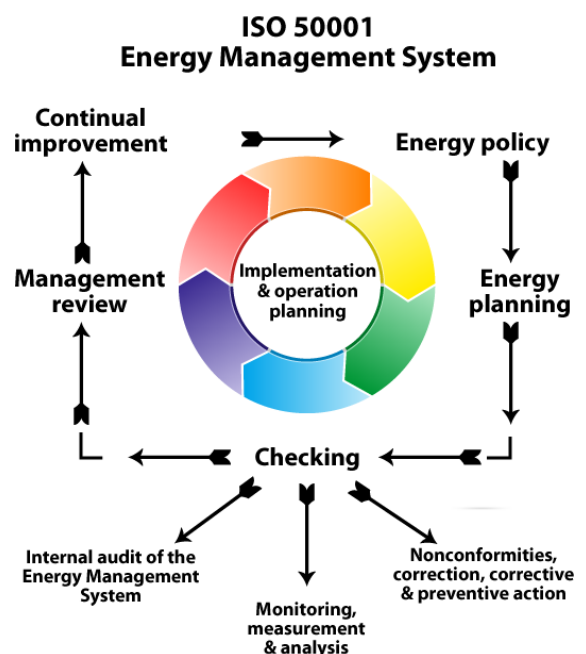 ISO 50001
Energy Management System
Continual
improvement
Energy policy
Management
review
Implementation
& operation
planning
Energy
planning
Checking
Internal audit of the
Energy Management
System
Monitoring,
measurement
& analysis
Nonconformities,
correction, corrective
& preventive action